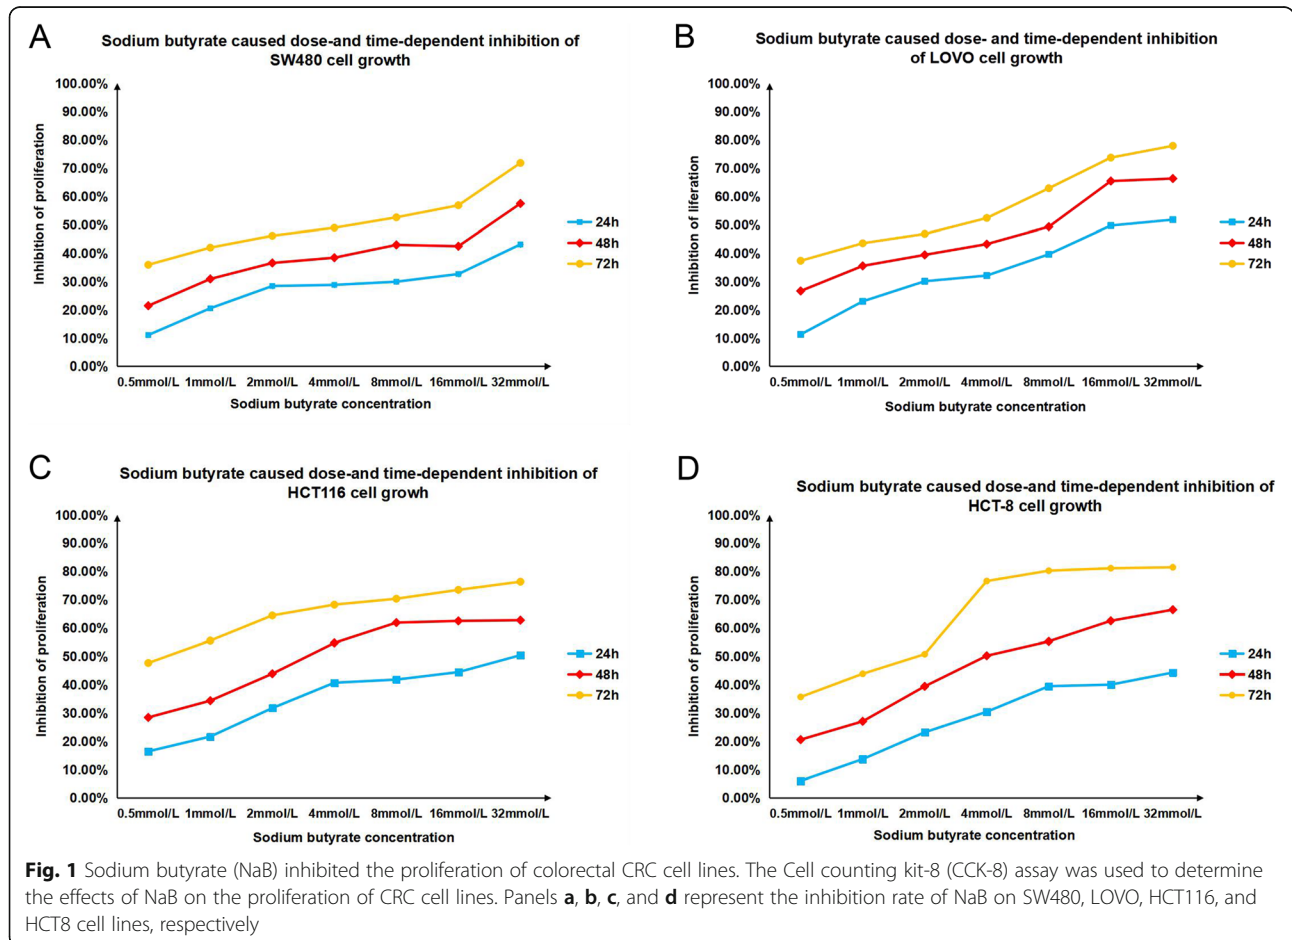 A
Sodium butyrate caused dose-and time-dependent inhibition of
SW480 cell growth
100.00%
90.00%
80.00%
70.00%
60.00%
50.00%
40.00%
30.00%
20.00%
10.00%
0.00%
Inhibition of proliferation
0.5mmol/L 1mmol/L 2mmol/L 4mmol/L 8mmol/L 16mmol/L 32mmol/L
Sodium butyrate concentration
24h
48h
72h
B
Sodium butyrate caused dose- and time-dependent inhibition
of LOVO cell growth
100.00%
90.00%
80.00%
70.00%
60.00%
50.00%
40.00%
30.00%
20.00%
10.00%
0.00%
Inhibition of liferation
0.5mmol/L 1mmol/L 2mmol/L 4mmol/L 8mmol/L 16mmol/L 32mmol/L
Sodium butyrate concentration
24h
48h
72h
C
Sodium butyrate caused dose-and time-dependent inhibition of
HCT116 cell growh
100.00%
90.00%
80.00%
70.00%
60.00%
50.00%
40.00%
30.00%
20.00%
10.00%
0.00%
Inhibition of proliferation
0.5mmol/L 1mmol/L 2mmol/L 4mmol/L 8mmol/L 16mmol/L 32mmol/L
Sodium butyrate concentration
24h
48h
72h
D
Sodium butyrate caused dose-and time-dependent inhibition of
HCT-8 cell growth
100.00%
90.00%
80.00%
70.00%
60.00%
50.00%
40.00%
30.00%
20.00%
10.00%
0.00%
Inhibition of proliferation
0.5mmol/L 1mmol/L 2mmol/L 4mmol/L 8mmol/L 16mmol/L 32mmol/L
Sodium butyrate concentration
24h
48h
72h
Fig. 1 Sodium butyrate (NaB) inhibited the proliferation of colorectal CRC cell lines. The Cell counting kit-8 (CCK-8) assay was used to determine
the effects of NaB on the proliferation of CRC cell lines. Panels a, b, c, and d represent the inhibition rate of NaB on SW480, LOVO, HCT116, and
HCT8 cell lines, respectively